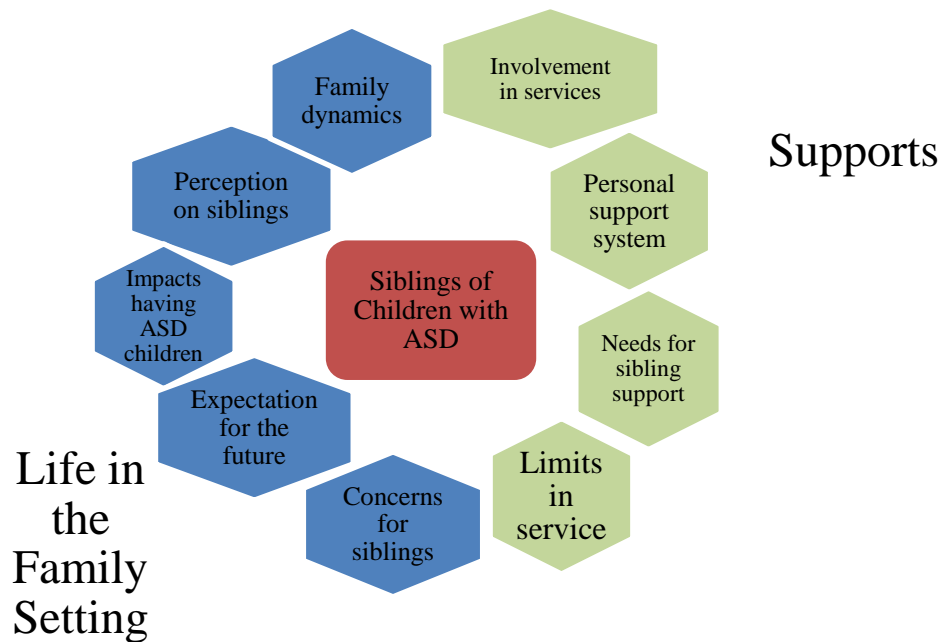 Family
dynamics
Involvement
in services
Supports
Perception
on siblings
Personal
support
system
Impacts
having
ASD
children
Siblings of
Children with
ASD
Needs for
sibling
support
Expectation
for the
future
Limits
in
service
Concerns
for
siblings
Life in
the
Family
Setting